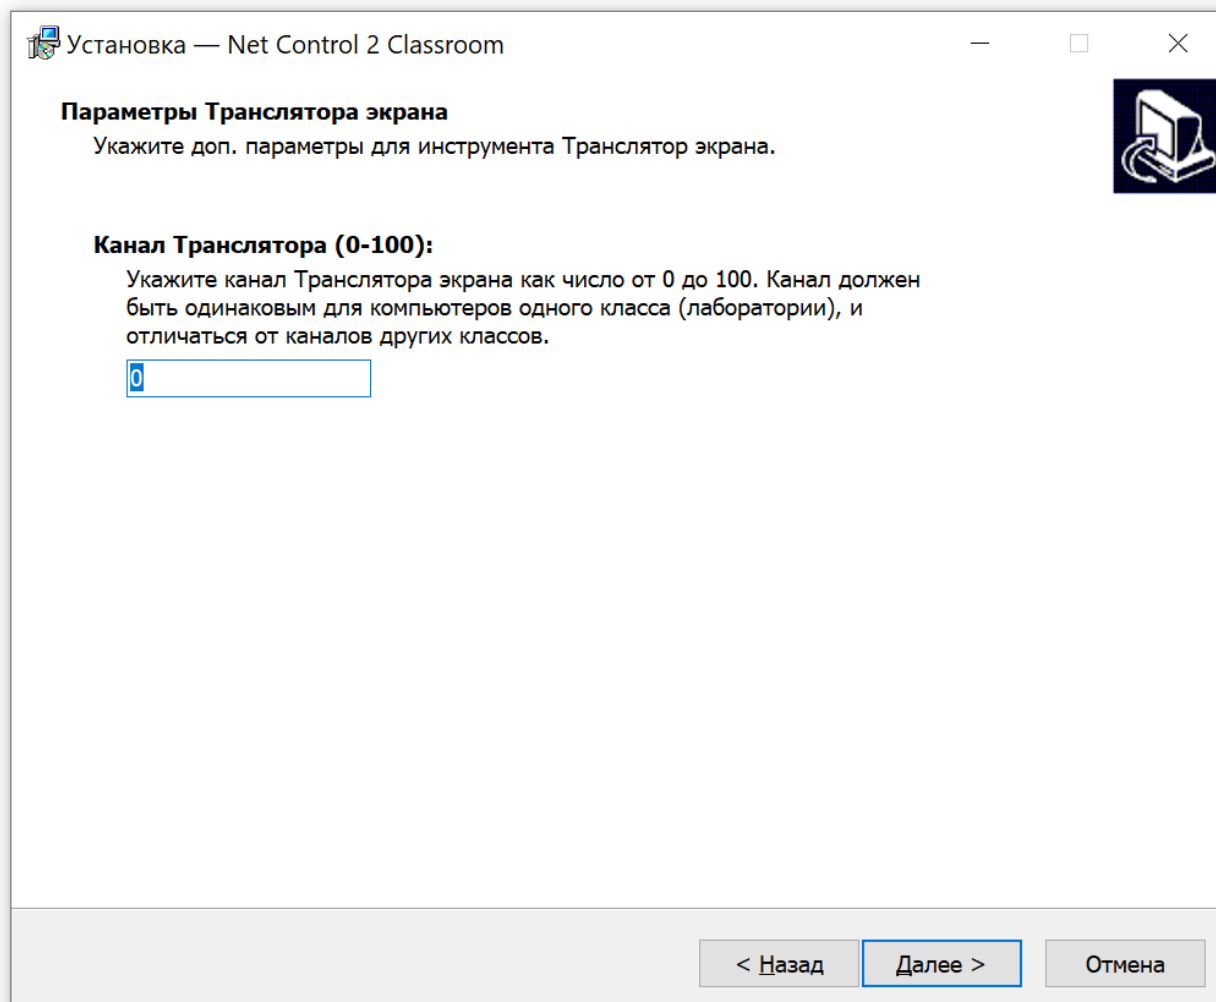 Установка — Net Control 2 Classroom
Параметры Транслятора экрана
Укажите доп. параметры для инструмента Транслятор экрана.
Канал Транслятора (0-100):
Укажите канал Транслятора экрана как число от 0 до 100. Канал должен
быть одинаковым для компьютеров одного класса (лаборатории), и
отличаться от каналов других классов.
0
< Назад Далее > Отмена